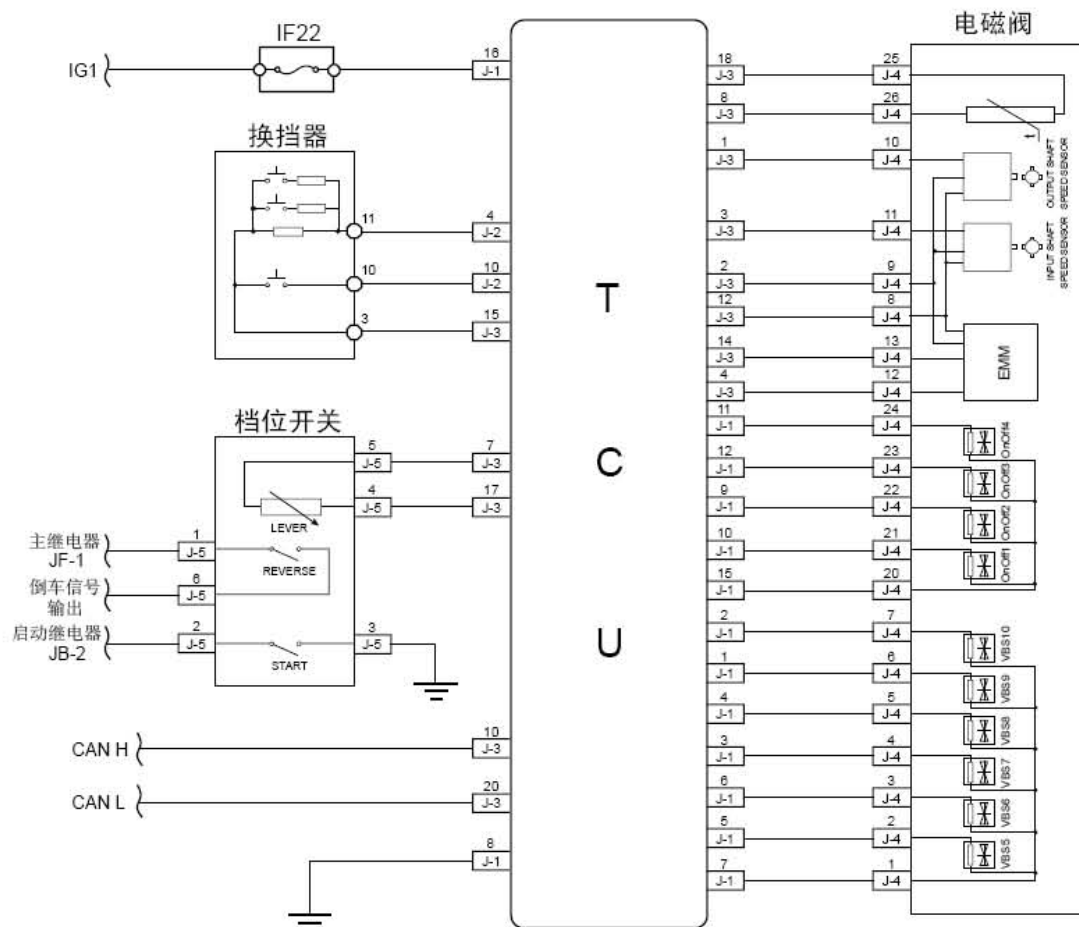 电磁阀
IF22
IG1
16
J-1
换挡器
11
4
J-2
10
10
J-2
3
15
J-3
档位开关
5
J-5
7
J-3
4
J-5
17
J-3
LEVER
主继电器
JF-1
1
J-5
REVERSE
倒车信号
输出
6
J-5
启动继电器
JB-2
2
J-5
START
3
J-5
CAN H
10
J-3
CAN L
20
J-3
8
J-1
T
C
U
18
J-3
25
J-4
8
J-3
26
J-4
t
1
J-3
10
J-4
OUTPUT SHAFT
SPEED SENSOR
3
J-3
11
J-4
INPUT SHAFT
SPEED SENSOR
2
J-3
9
J-4
12
J-3
8
J-4
14
J-3
13
J-4
4
J-3
12
J-4
EMM
11
J-1
24
J-4
OnOff4
12
J-1
23
J-4
OnOff3
9
J-1
22
J-4
OnOff2
10
J-1
21
J-4
OnOff1
15
J-1
20
J-4
2
J-1
7
J-4
VBS10
1
J-1
6
J-4
VBS9
4
J-1
5
J-4
VBS8
3
J-1
4
J-4
VBS7
6
J-1
3
J-4
VBS6
5
J-1
2
J-4
VBS5
7
J-1
1
J-4